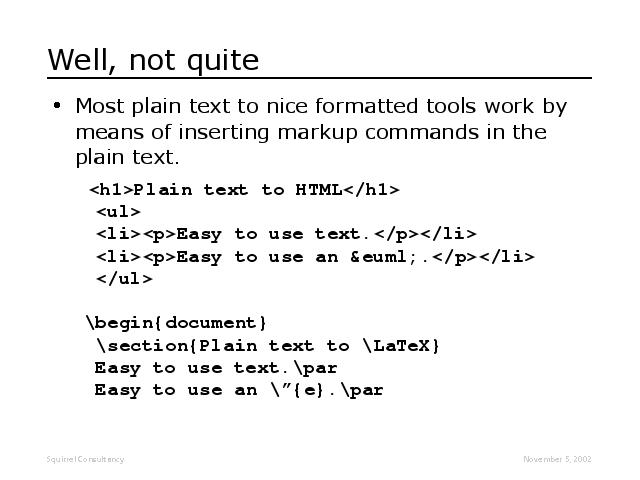 Well, not quite
• Most plain text to nice formatted tools work by
means of inserting markup commands in the
plain text.
<h1>Plain text to HTML</h1>
<ul>
<li><p>Easy to use text.</p></li>
<li><p>Easy to use an &euml;.</p></li>
</ul>
\begin{document}
\section{Plain text to \LaTeX}
Easy to use text.\par
Easy to use an \”{e}.\par
Squirrel Consultancy
November 5, 2002